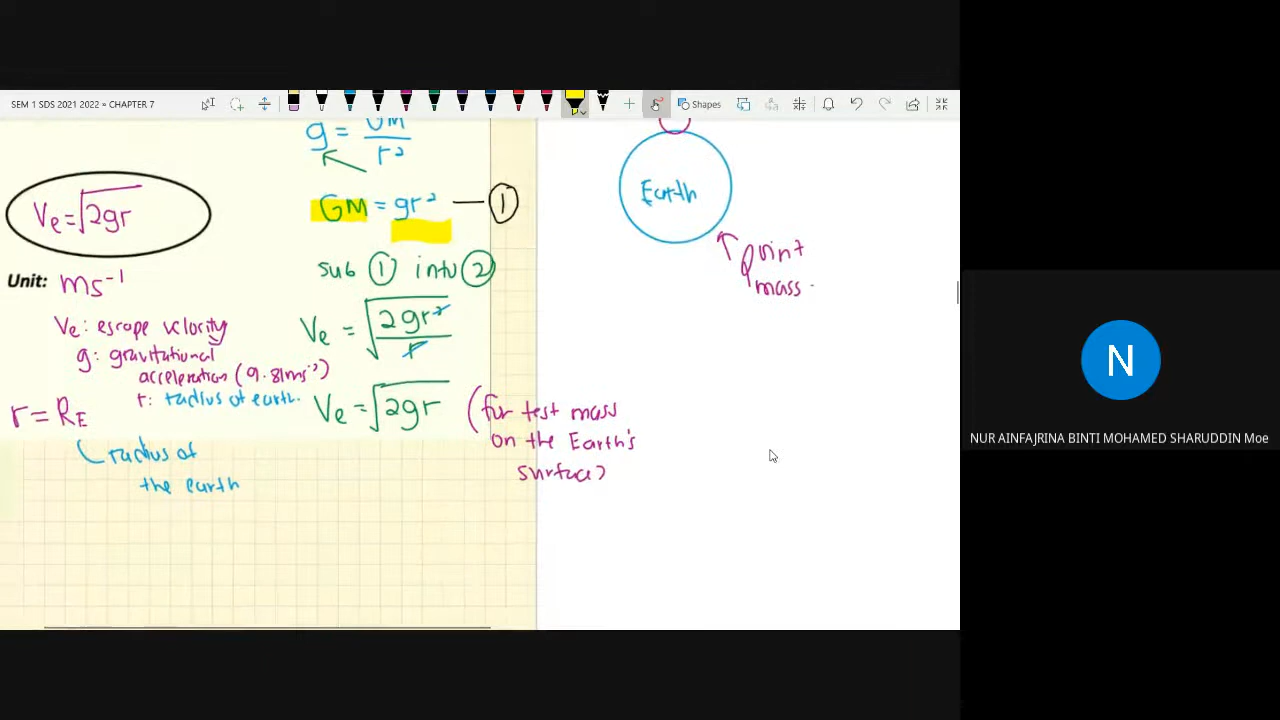 SEM 1 SDS 2021 2022 » CHAPTER 7
Shapes
g = GM / r²
GM = gr² — ①
Ve = √2gr
Unit: ms⁻¹
sub ① into ②
Ve = √(2gr² / r)
Ve: escape velocity
g: gravitational
acceleration (9.81ms⁻²)
r: radius of earth.
r = RE
radius of
the earth
Ve = √2gr (for test mass
on the Earth's
surface)
Earth
Point
mass.
N
NUR AINFAJRINA BINTI MOHAMED SHARUDDIN Moe